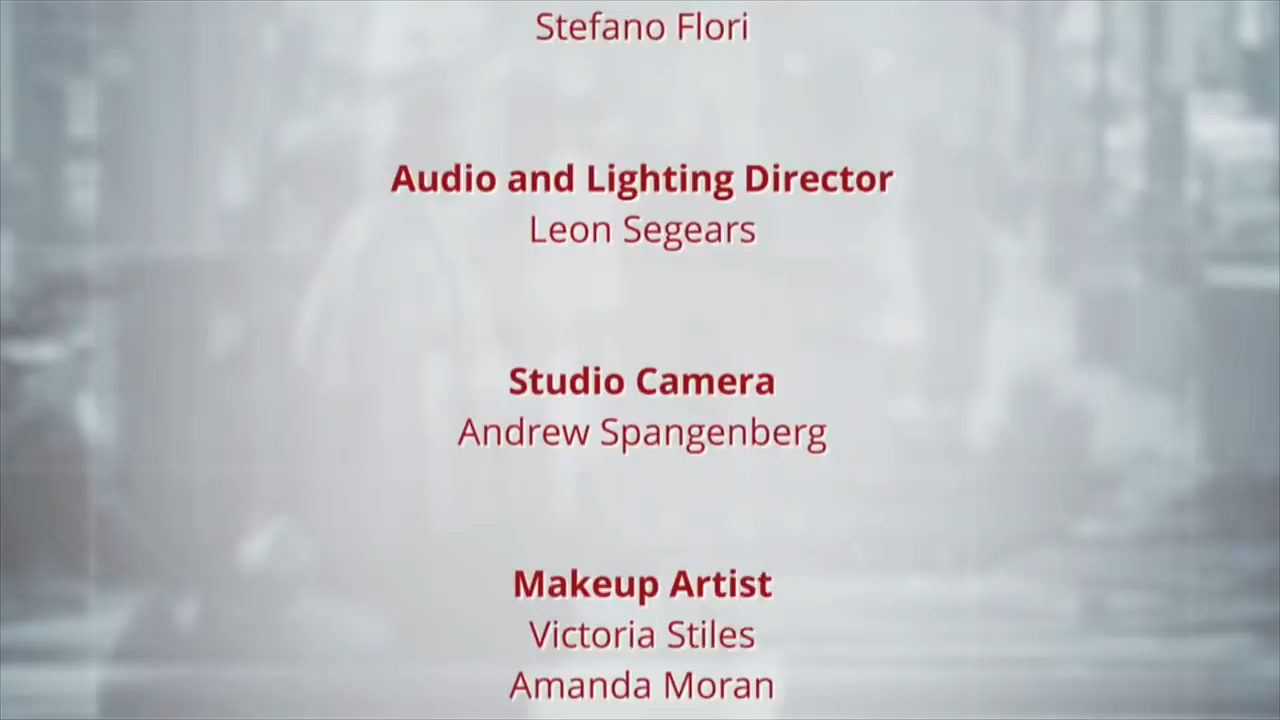 Stefano Flori
Audio and Lighting Director
Leon Segears
Studio Camera
Andrew Spangenberg
Makeup Artist
Victoria Stiles
Amanda Moran